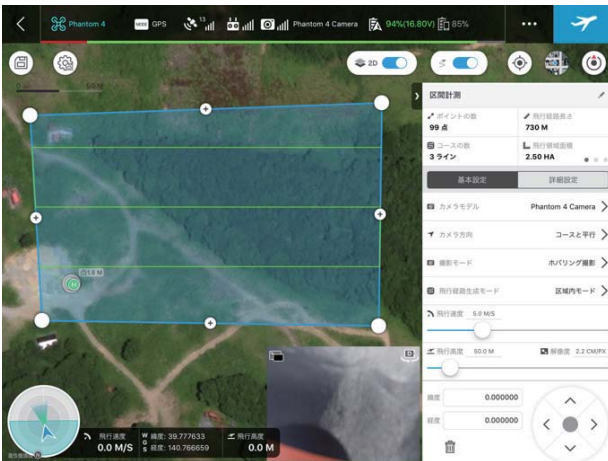 Phantom 4
MODE GPS
13
Phantom 4 Camera
94%(16.80V)
85%
2D
0 m 50 M
区間計測
ポイントの数
99 点
飛行経路長さ
730 M
コースの数
3 ライン
飛行領域面積
2.50 HA
基本設定
詳細設定
カメラモデル Phantom 4 Camera
カメラ方向 コースと平行
撮影モード ホバリング撮影
飛行経路生成モード 区域内モード
飛行速度 5.0 M/S
飛行高度 50.0 M
解像度 2.2 CM/PX
緯度 0.000000
経度 0.000000
H
1.8 M
飛行速度
0.0 M/S
WGS
緯度: 39.777633
経度: 140.766659
飛行高度
0.0 M